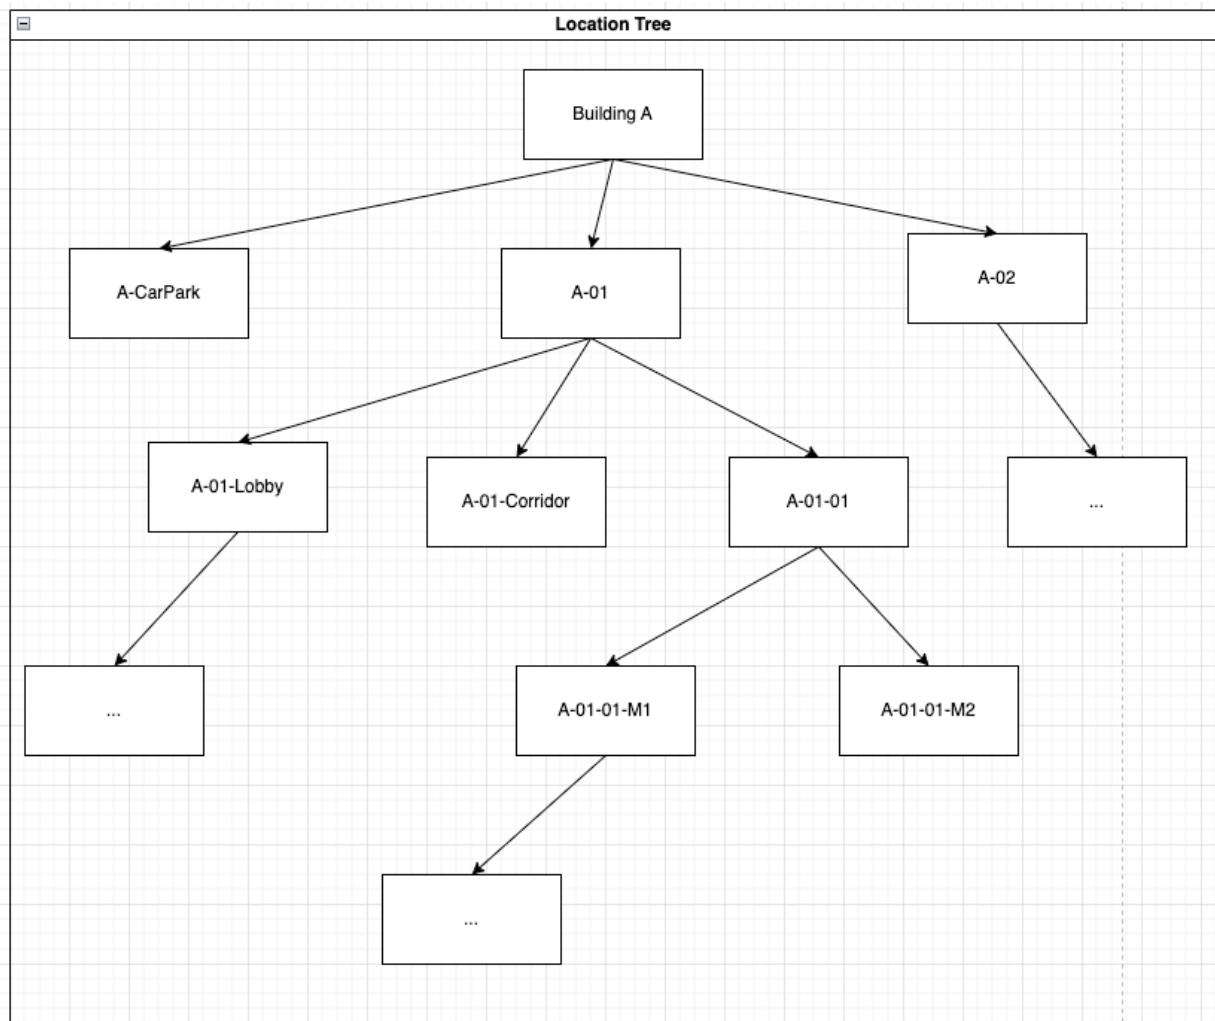 Location Tree
Building A
A-CarPark
A-01
A-02
A-01-Lobby
A-01-Corridor
A-01-01
...
...
A-01-01-M1
A-01-01-M2
...